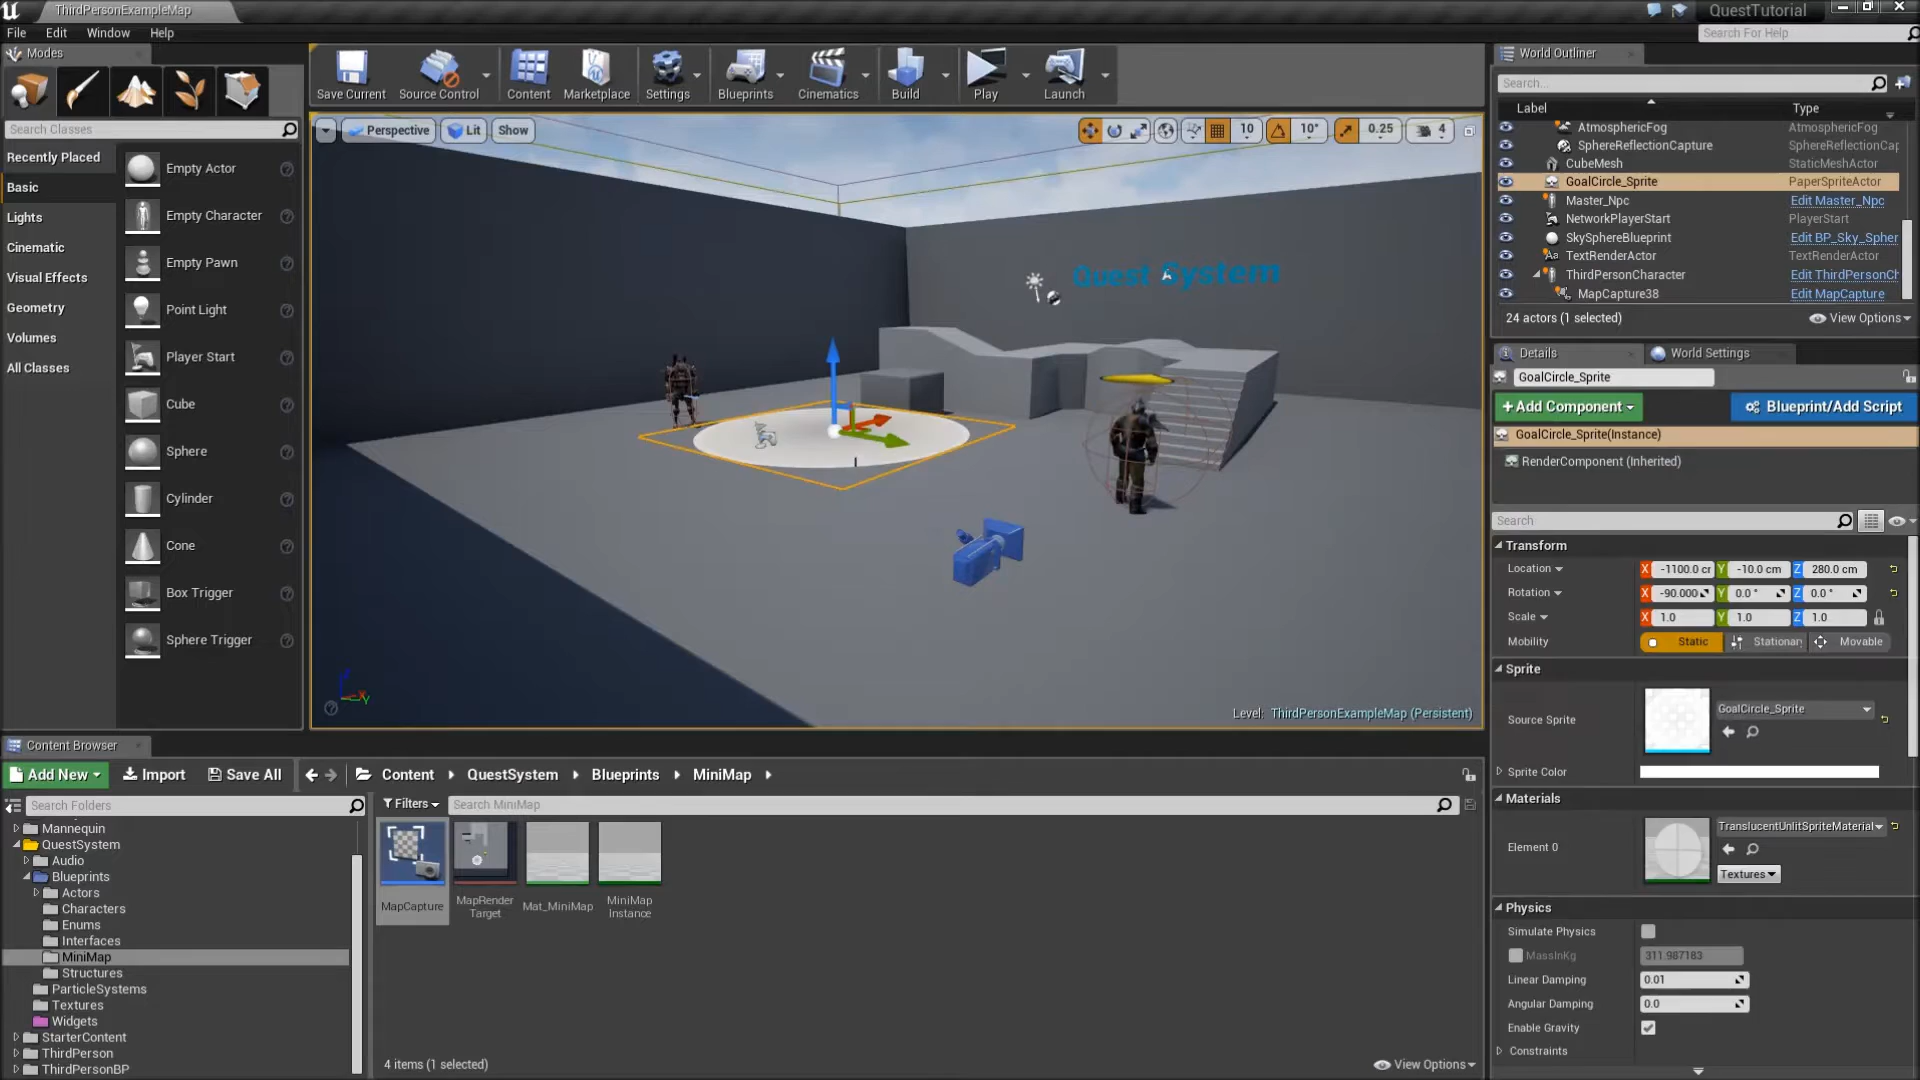 ThirdPersonExampleMap
QuestTutorial
File Edit Window Help
Search For Help
Modes
Search Classes
Recently Placed
Basic
Lights
Cinematic
Visual Effects
Geometry
Volumes
All Classes
Empty Actor
Empty Character
Empty Pawn
Point Light
Player Start
Cube
Sphere
Cylinder
Cone
Box Trigger
Sphere Trigger
Save Current
Source Control
Content
Marketplace
Settings
Blueprints
Cinematics
Build
Play
Launch
Perspective
Lit
Show
10
10°
0.25
4
Quest System
Level: ThirdPersonExampleMap (Persistent)
World Outliner
Search...
Label Type
AtmosphericFog AtmosphericFog
SphereReflectionCapture SphereReflectionCap
CubeMesh StaticMeshActor
GoalCircle_Sprite PaperSpriteActor
Master_Npc Edit Master_Npc
NetworkPlayerStart PlayerStart
SkySphereBlueprint Edit BP_Sky_Spher
TextRenderActor TextRenderActor
ThirdPersonCharacter Edit ThirdPersonCh
MapCapture38 Edit MapCapture
24 actors (1 selected) View Options
Details
World Settings
GoalCircle_Sprite
+Add Component
Blueprint/Add Script
GoalCircle_Sprite(Instance)
RenderComponent (Inherited)
Search
Transform
Location X -1100.0 cr Y -10.0 cm Z 280.0 cm
Rotation X -90.000 Y 0.0 ° Z 0.0 °
Scale X 1.0 Y 1.0 Z 1.0
Mobility Static Stationar Movable
Sprite
Source Sprite
GoalCircle_Sprite
Sprite Color
Materials
Element 0
TranslucentUnlitSpriteMaterial
Textures
Physics
Simulate Physics
MassInKg 311.987183
Linear Damping 0.01
Angular Damping 0.0
Enable Gravity
Constraints
Content Browser
Add New
Import
Save All
Content
QuestSystem
Blueprints
MiniMap
Search Folders
Filters
Search MiniMap
Mannequin
QuestSystem
Audio
Blueprints
Actors
Characters
Enums
Interfaces
MiniMap
Structures
ParticleSystems
Textures
Widgets
StarterContent
ThirdPerson
ThirdPersonBP
MapCapture
MapRender
Target
Mat_MiniMap
MiniMap
Instance
4 items (1 selected)
View Options